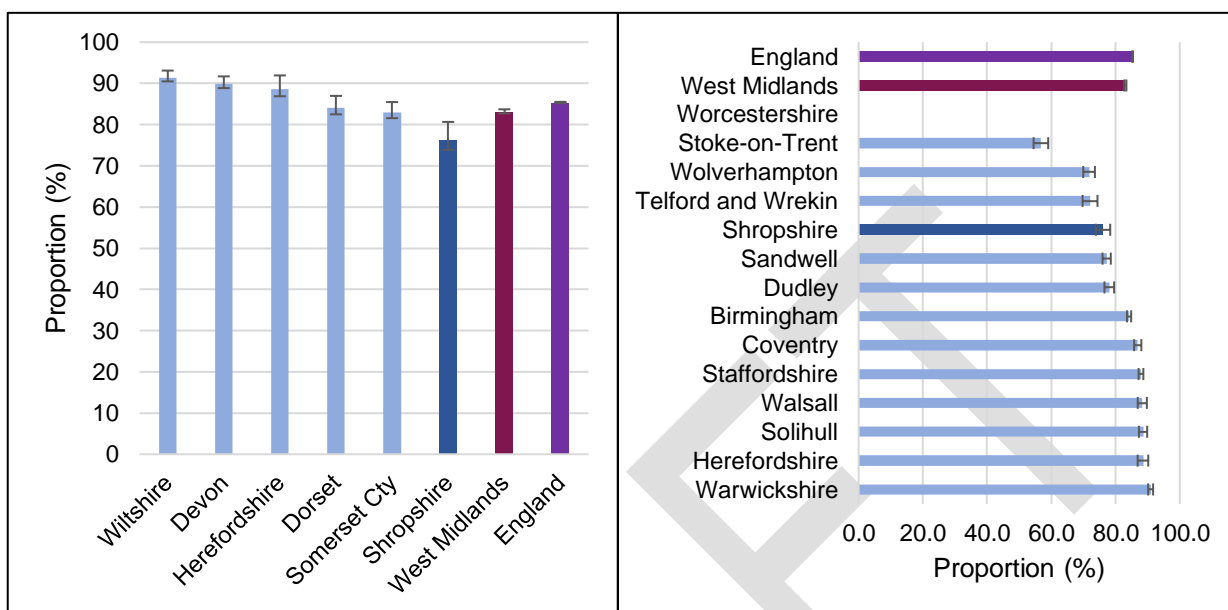 100
90
80
70
60
50
40
30
20
10
0
Proportion (%)
Wiltshire
Devon
Herefordshire
Dorset
Somerset Cty
Shropshire
West Midlands
England
England
West Midlands
Worcestershire
Stoke-on-Trent
Wolverhampton
Telford and Wrekin
Shropshire
Sandwell
Dudley
Birmingham
Coventry
Staffordshire
Walsall
Solihull
Herefordshire
Warwickshire
0.0 20.0 40.0 60.0 80.0 100.0
Proportion (%)